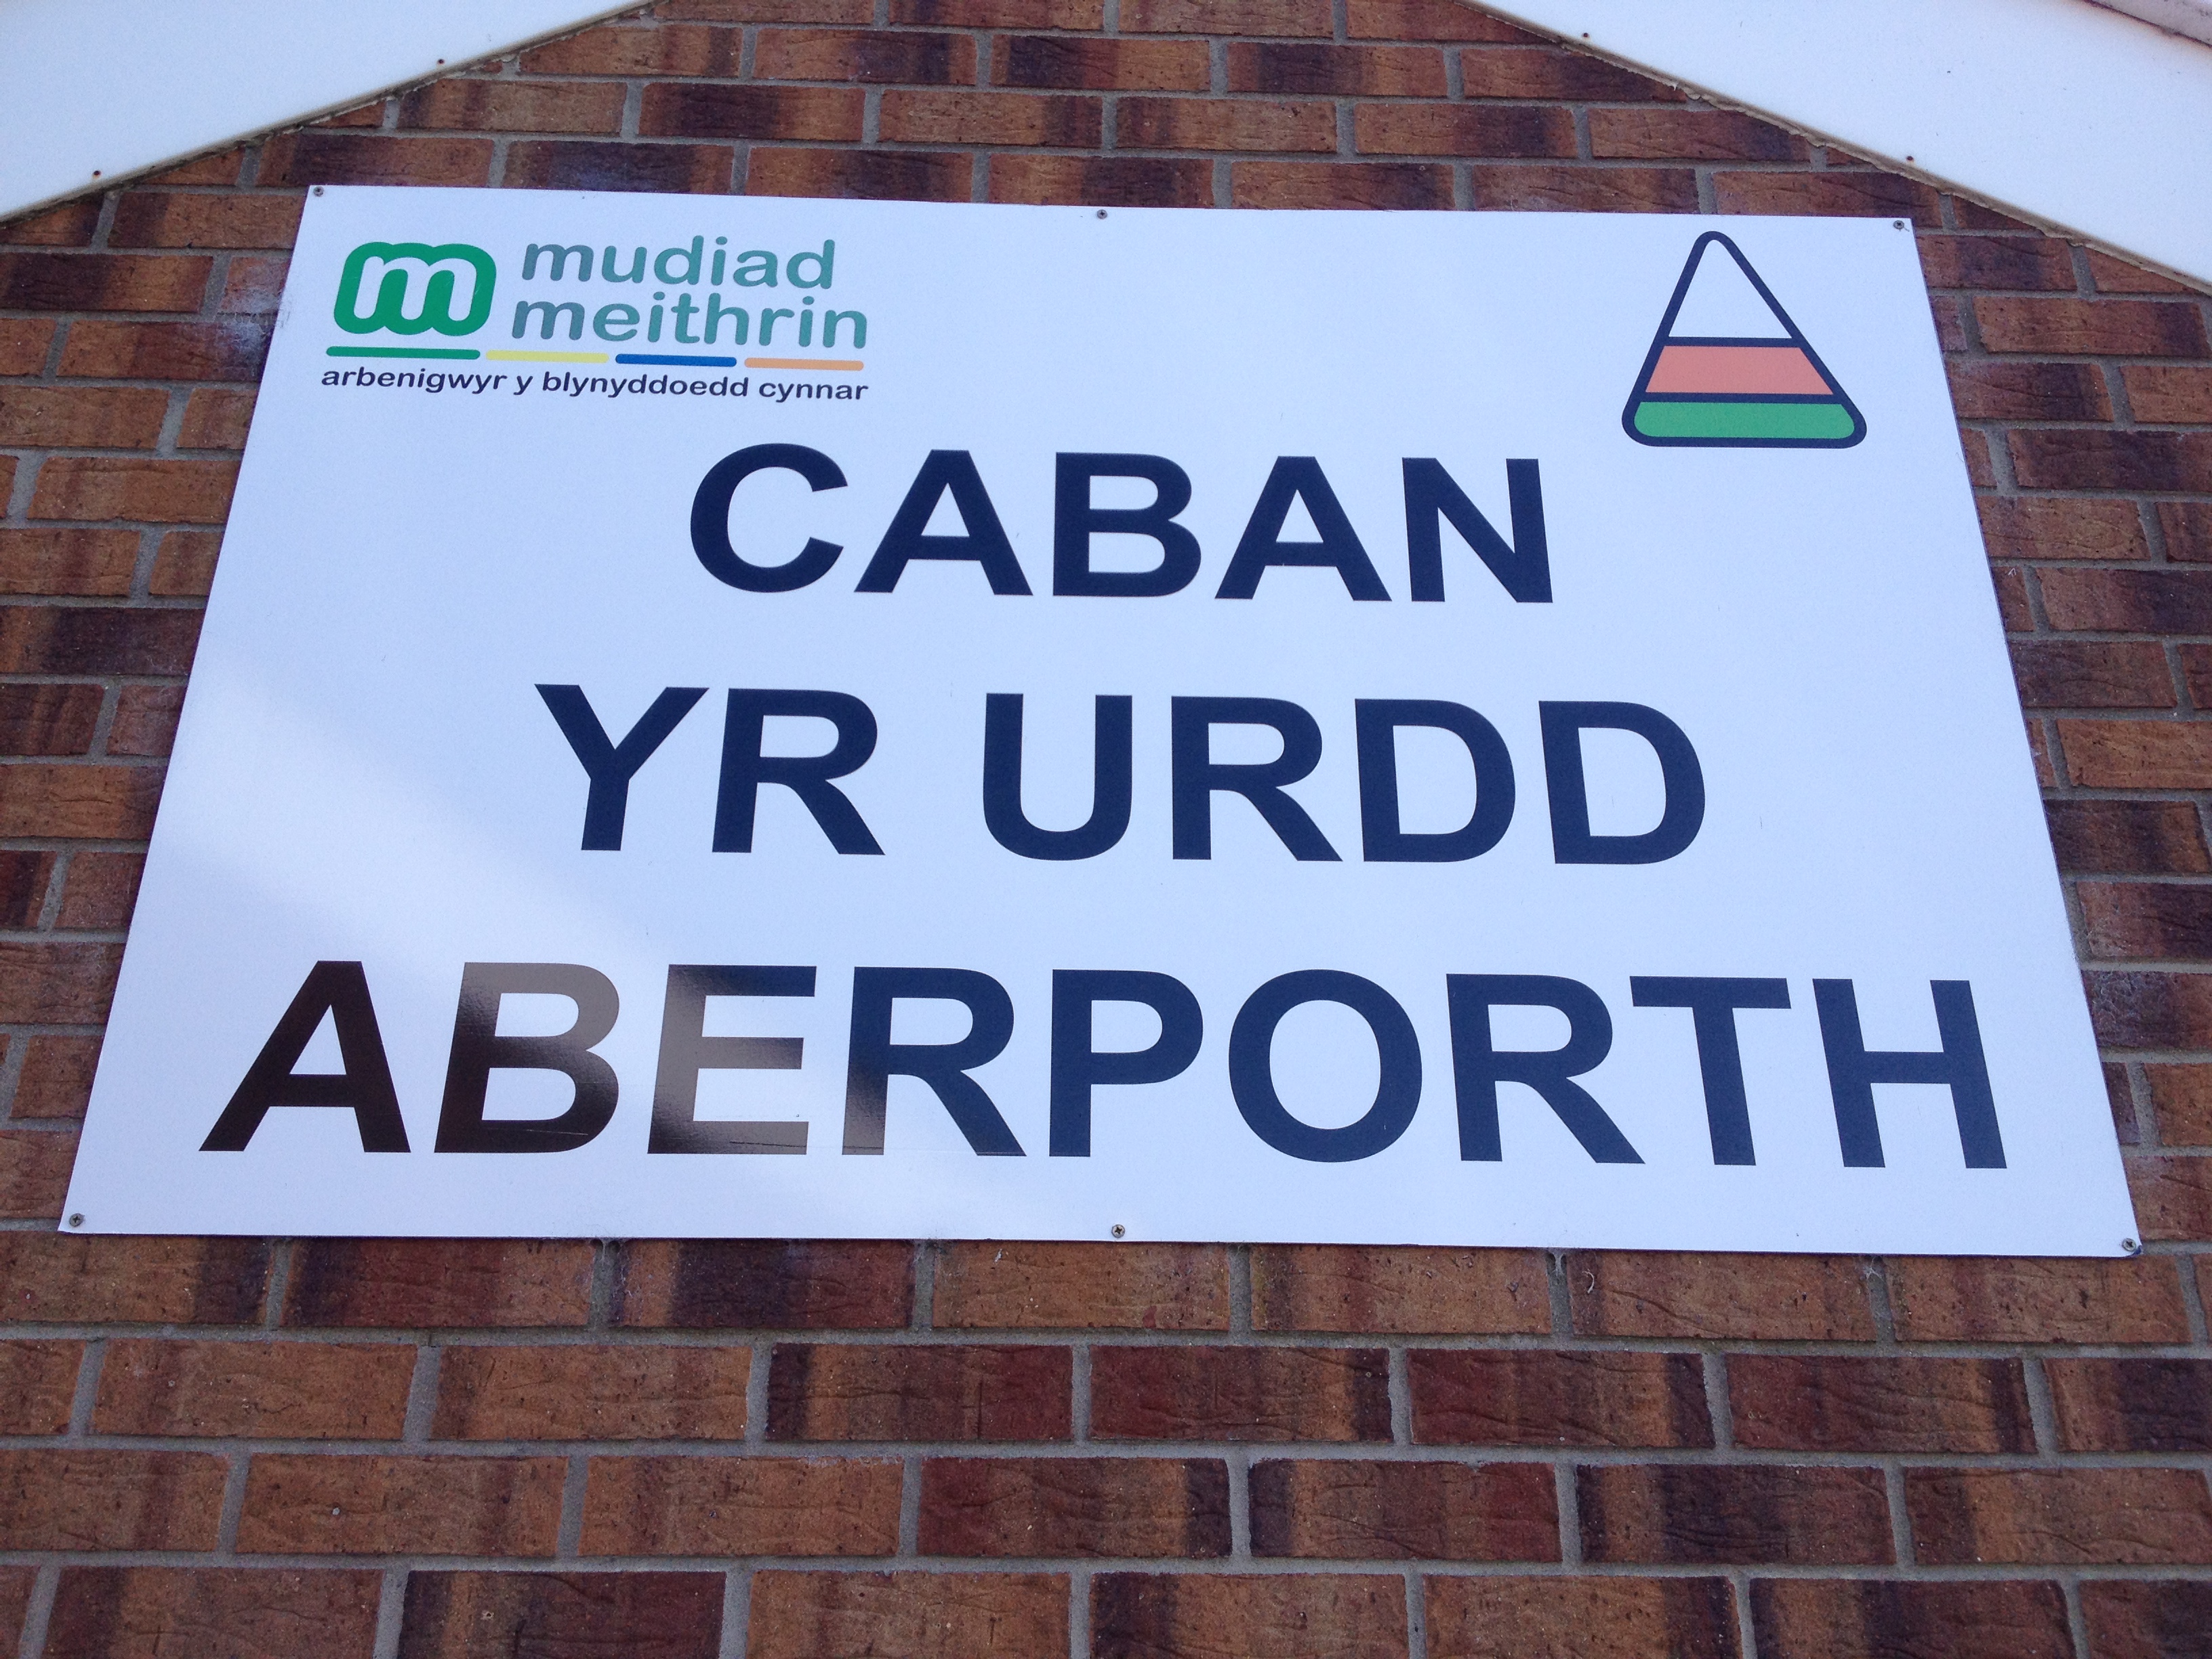 m mudiad
meithrin
arbenigwyr y blynyddoedd cynnar
CABAN
YR URDD
ABERPORTH